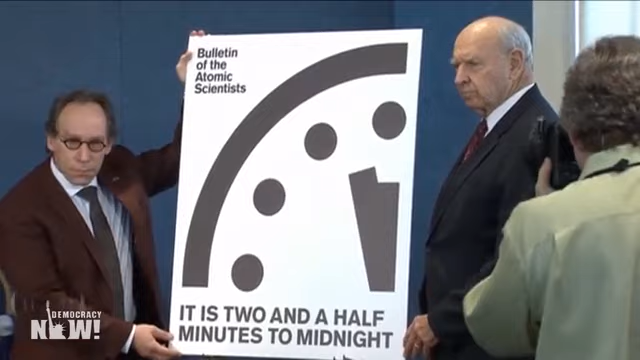 Bulletin
of the
Atomic
Scientists
IT IS TWO AND A HALF
MINUTES TO MIDNIGHT
DEMOCRACY
NOW!